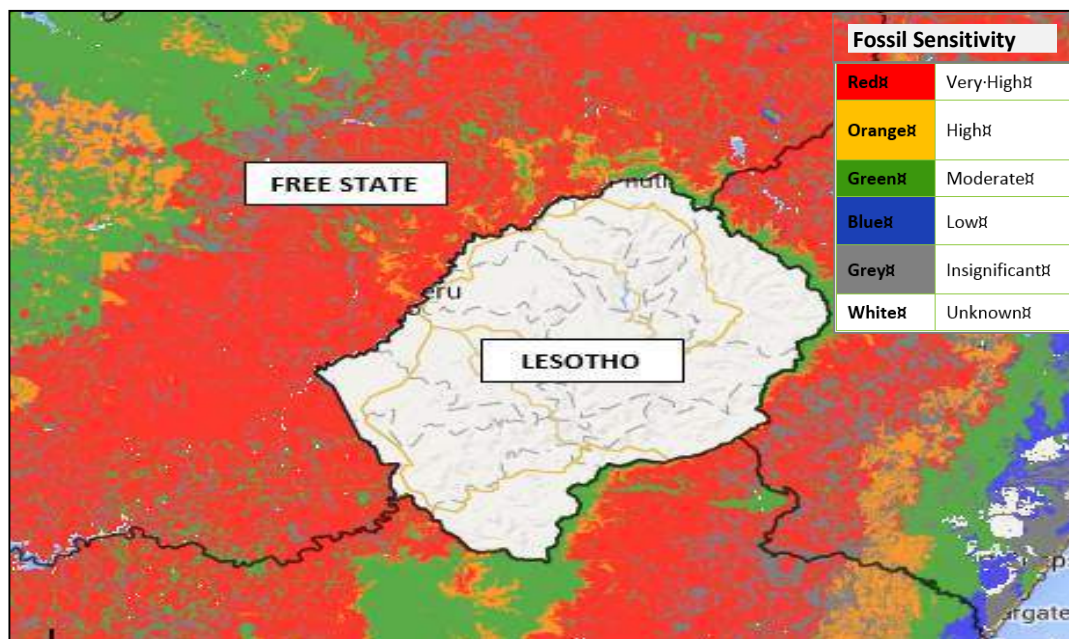 Fossil Sensitivity
Red¤ Very·High¤
Orange¤ High¤
Green¤ Moderate¤
Blue¤ Low¤
Grey¤ Insignificant¤
White¤ Unknown¤
FREE STATE
LESOTHO